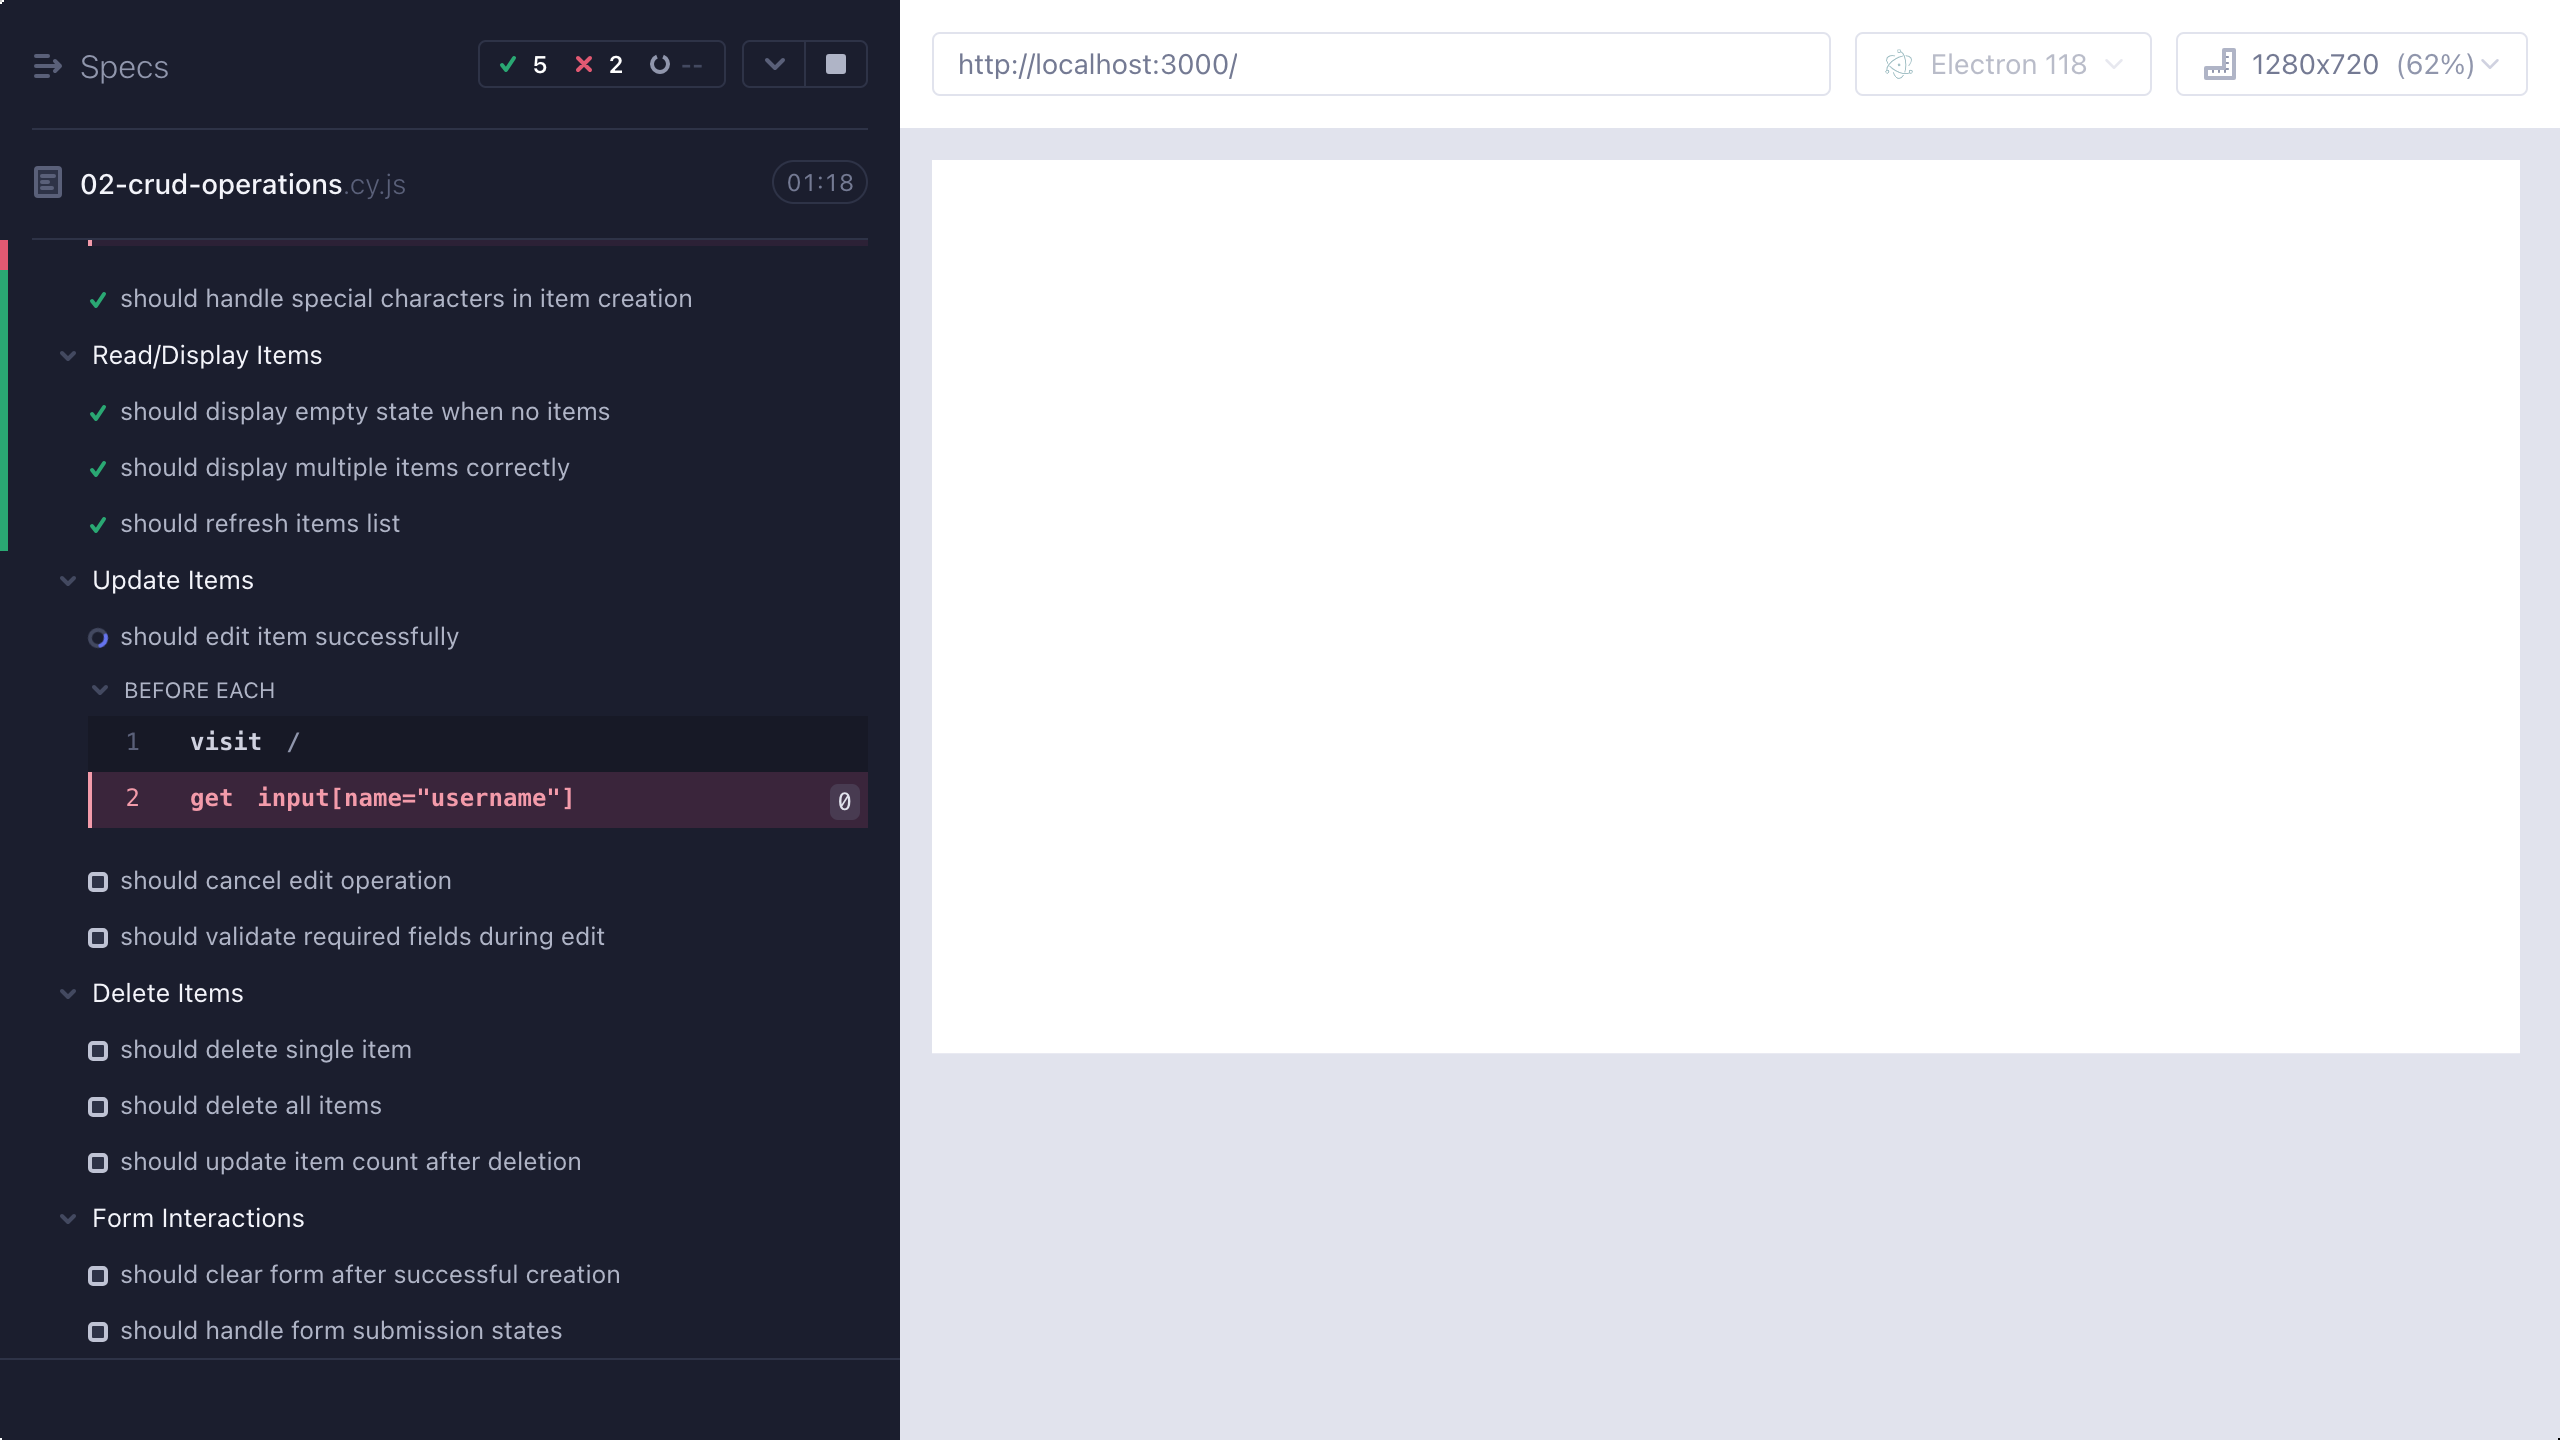 Specs
5 2 --
02-crud-operations.cy.js
01:18
should handle special characters in item creation
Read/Display Items
should display empty state when no items
should display multiple items correctly
should refresh items list
Update Items
should edit item successfully
BEFORE EACH
1 visit /
2 get input[name="username"] 0
should cancel edit operation
should validate required fields during edit
Delete Items
should delete single item
should delete all items
should update item count after deletion
Form Interactions
should clear form after successful creation
should handle form submission states
http://localhost:3000/
Electron 118
1280x720 (62%)